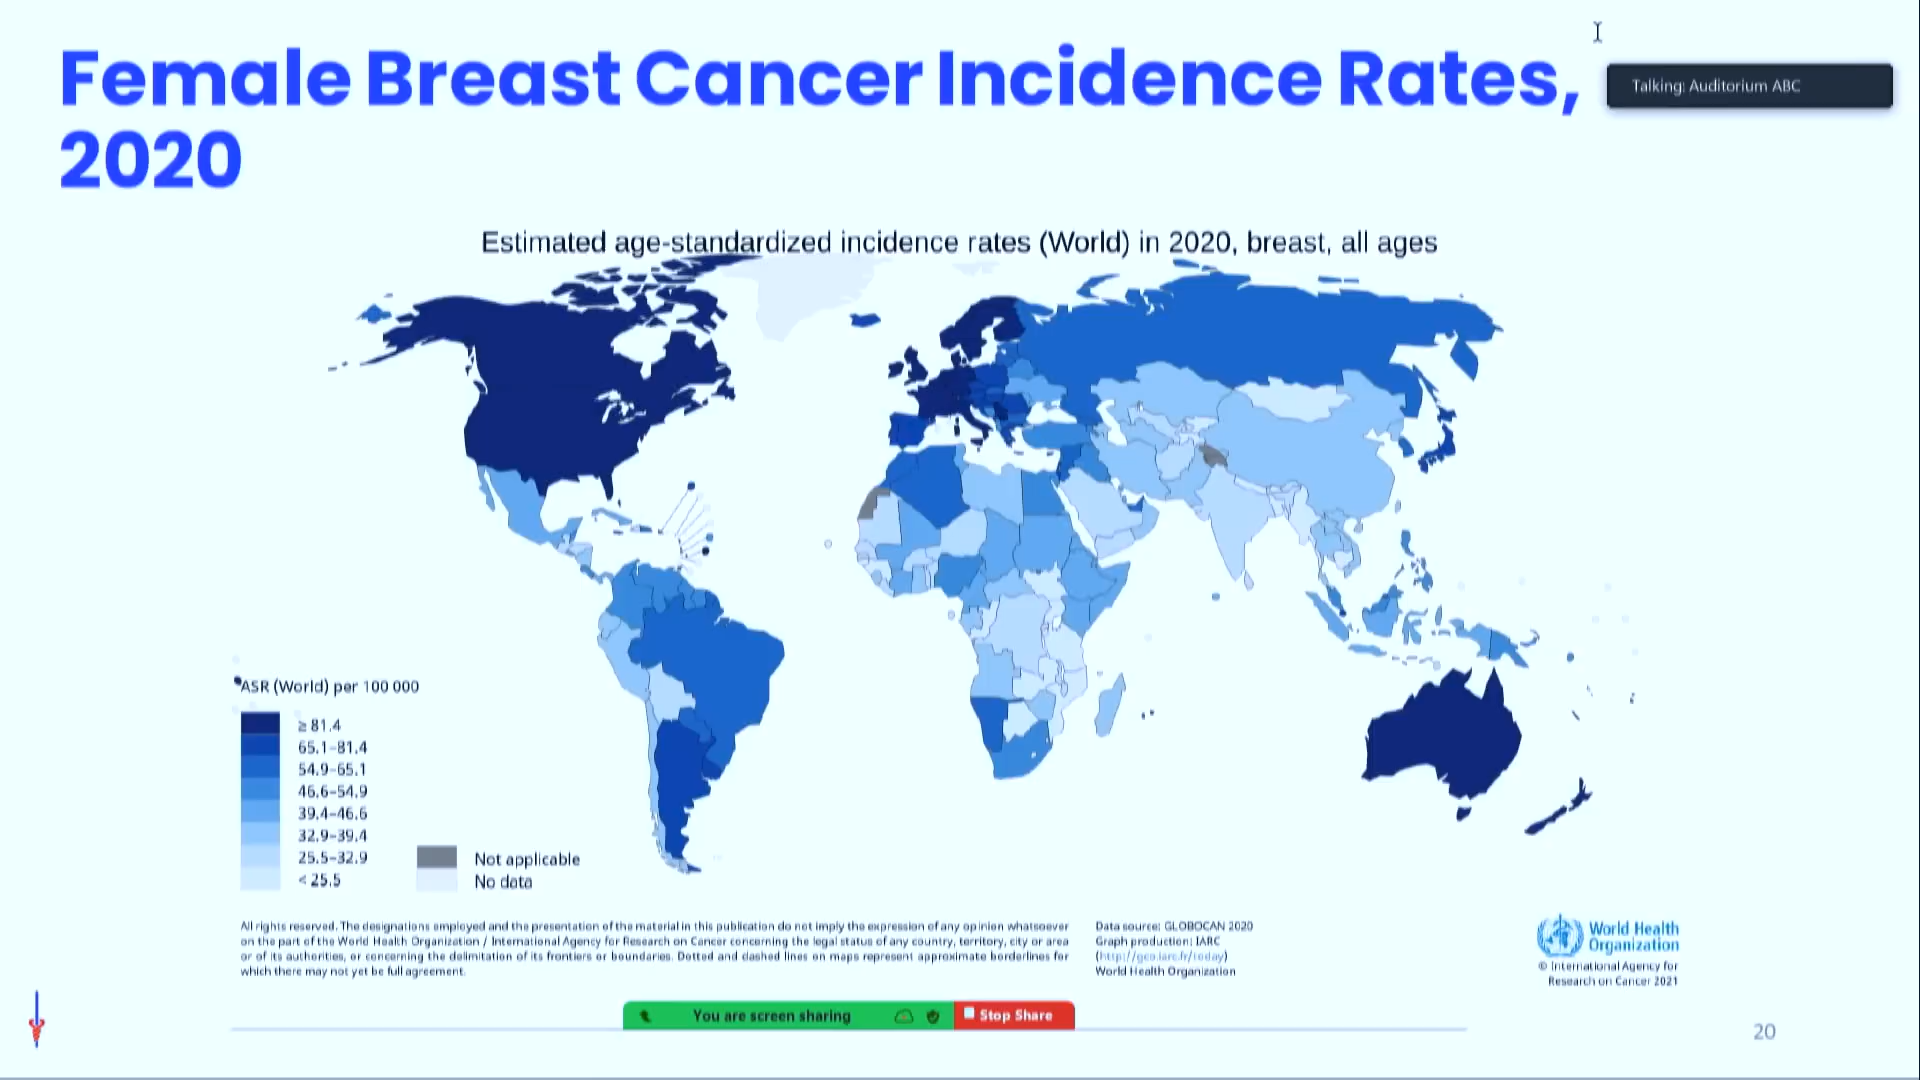 Female Breast Cancer Incidence Rates,
2020
Talking: Auditorium ABC
Estimated age-standardized incidence rates (World) in 2020, breast, all ages
ASR (World) per 100 000
≥ 81.4
65.1–81.4
54.9–65.1
46.6–54.9
39.4–46.6
32.9–39.4
25.5–32.9
< 25.5
Not applicable
No data
All rights reserved. The designations employed and the presentation of the material in this publication do not imply the expression of any opinion whatsoever
on the part of the World Health Organization / International Agency for Research on Cancer concerning the legal status of any country, territory, city or area
or of its authorities, or concerning the delimitation of its frontiers or boundaries. Dotted and dashed lines on maps represent approximate borderlines for
which there may not yet be full agreement.
Data source: GLOBOCAN 2020
Graph production: IARC
(http://gco.iarc.fr/today)
World Health Organization
World Health
Organization
© International Agency for
Research on Cancer 2021
You are screen sharing
Stop Share
20